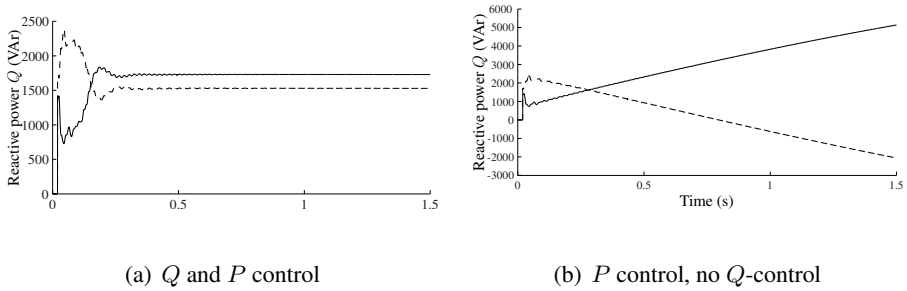 Reactive power Q (VAr)
2500
2000
1500
1000
500
0
0 0.5 1 1.5
(a) Q and P control
Reactive power Q (VAr)
6000
5000
4000
3000
2000
1000
0
-1000
-2000
-3000
0 0.5 1 1.5
Time (s)
(b) P control, no Q-control